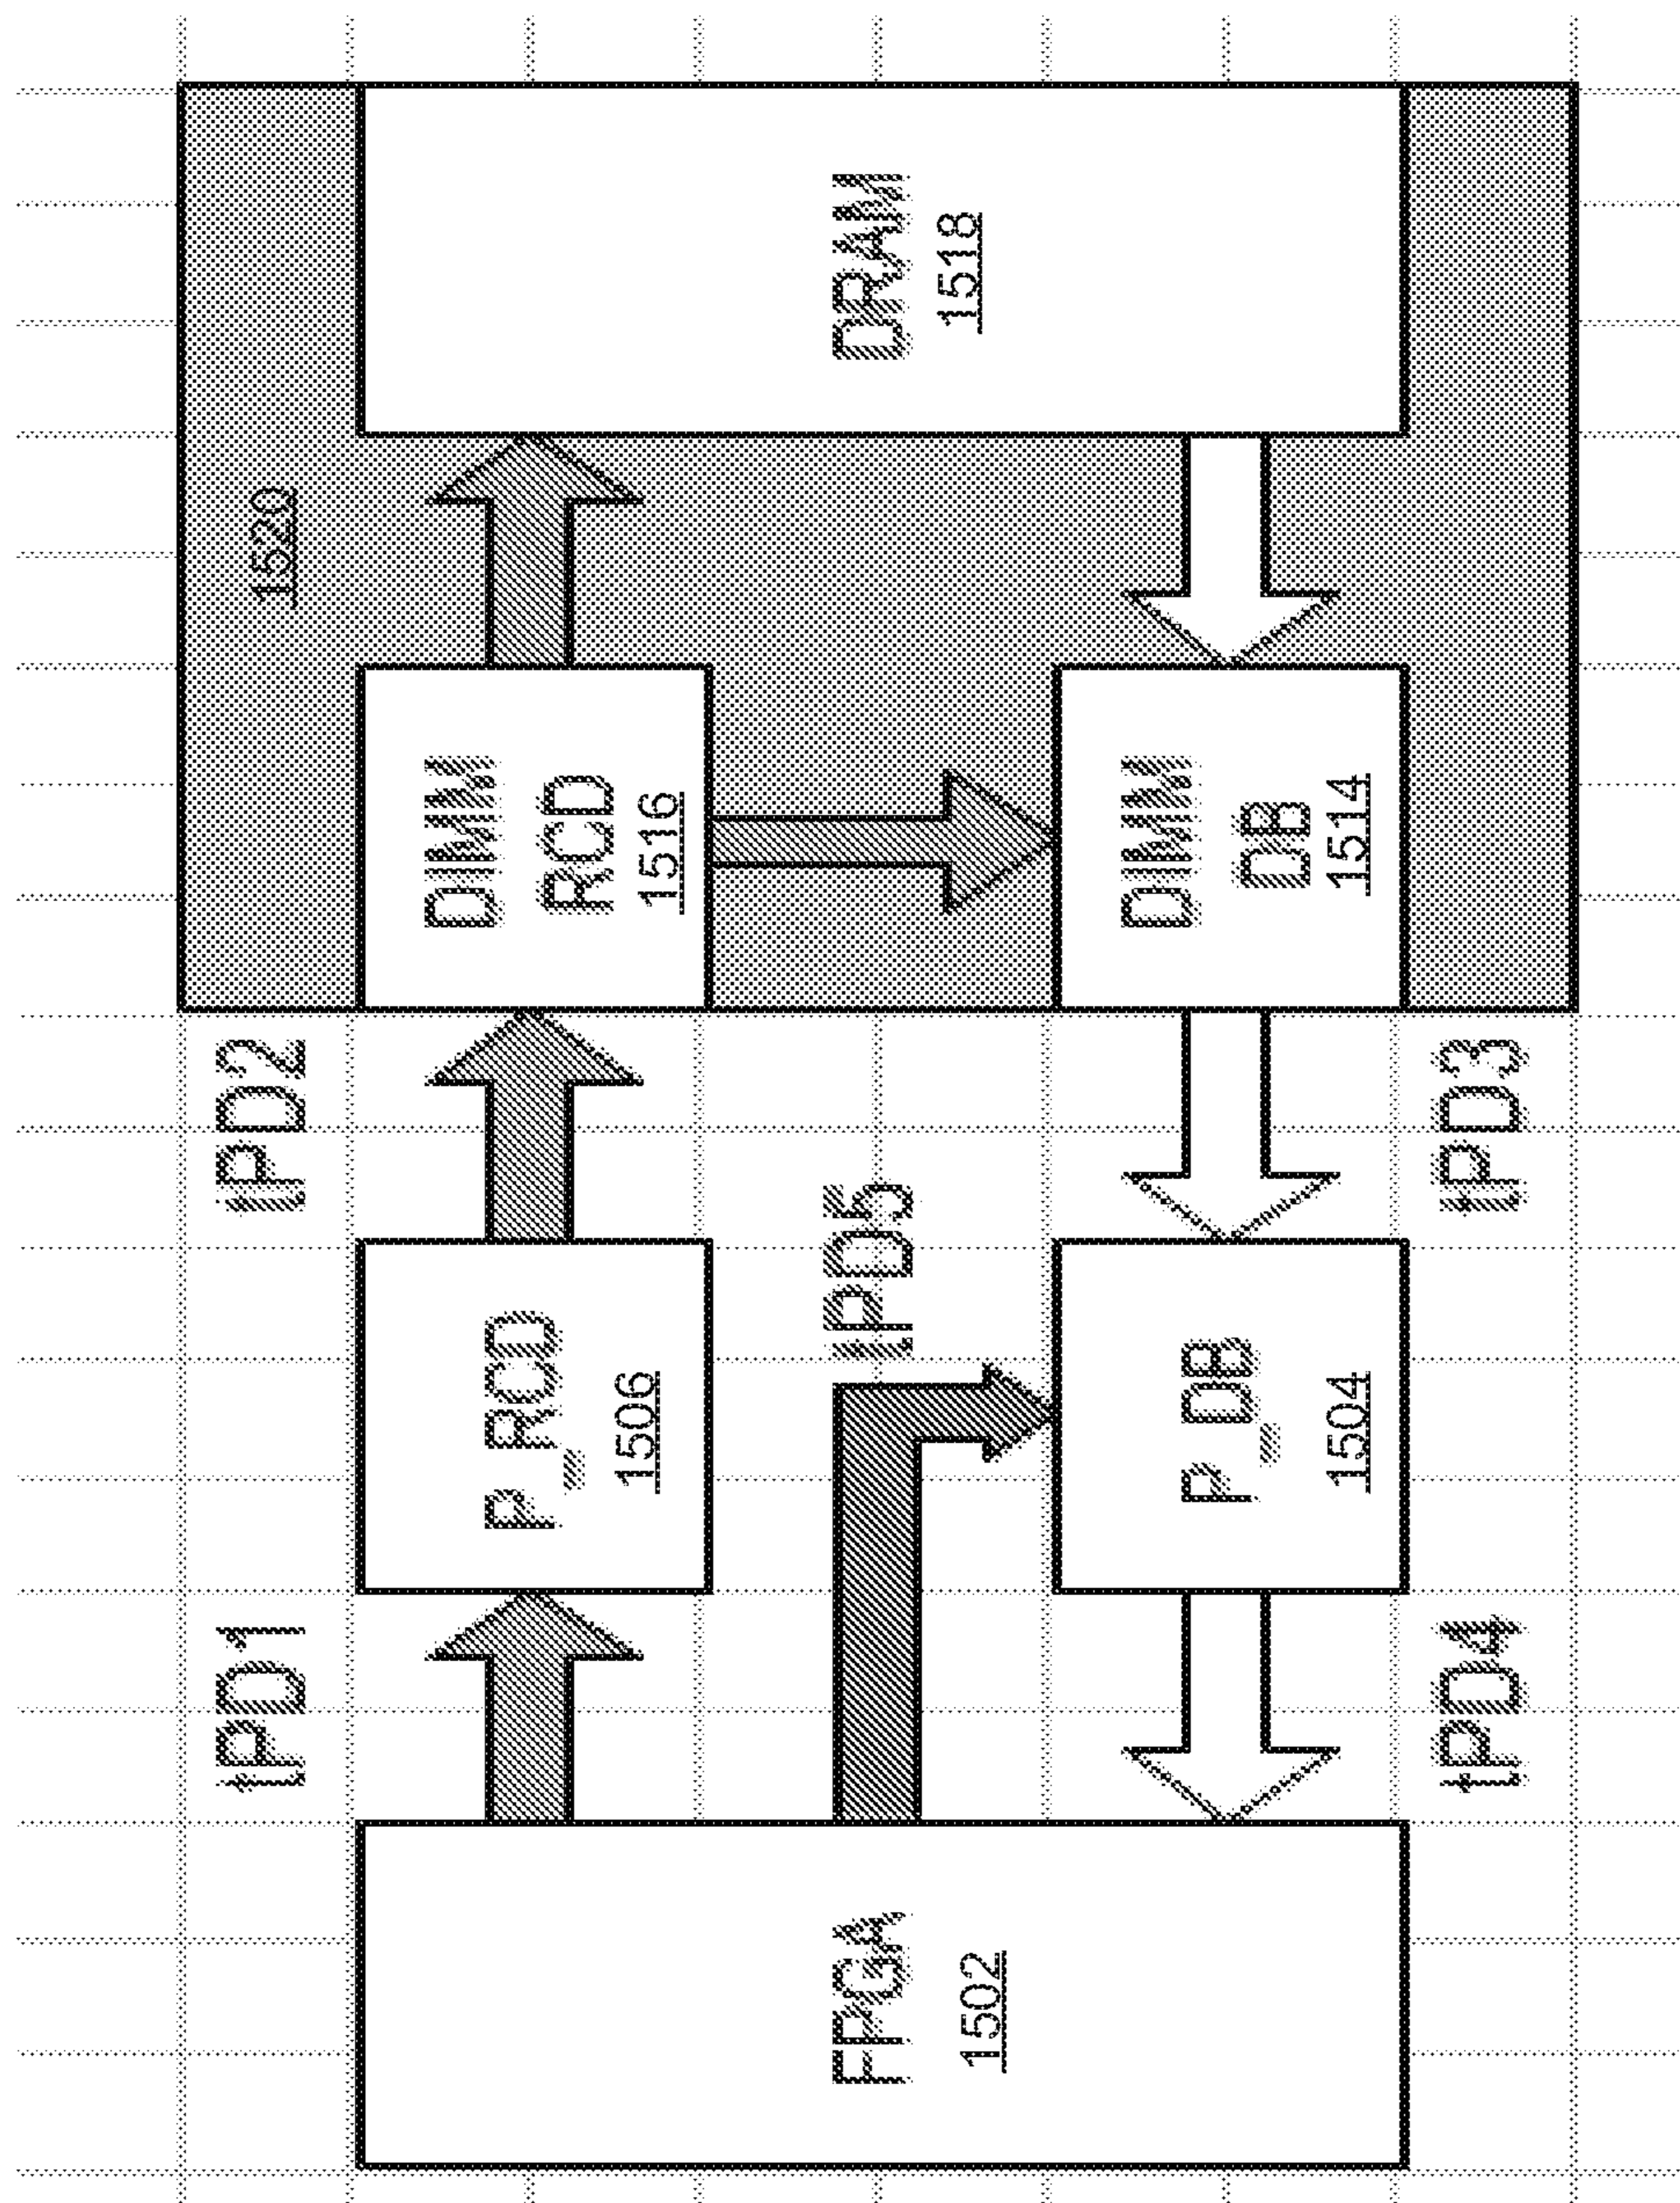 tPD1
tPD2
1520
P_RCD
1506
DIMM
RCD
1516
FPGA
1502
tPD5
DRAM
1518
P_DB
1504
DIMM
DB
1514
tPD4
tPD3